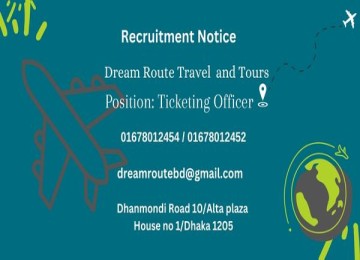 Recruitment Notice
Dream Route Travel and Tours
Position: Ticketing Officer
01678012454 / 01678012452
dreamroutebd@gmail.com
Dhanmondi Road 10/Alta plaza
House no 1/Dhaka 1205